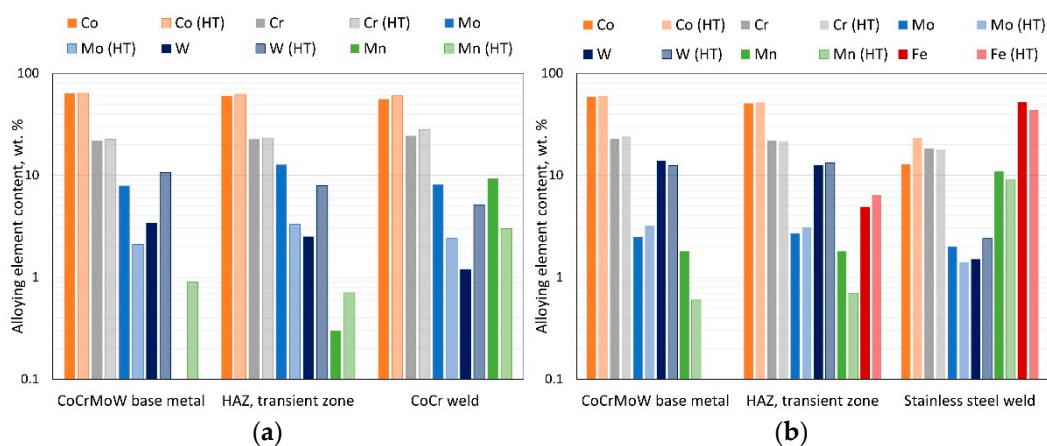 Co Co (HT) Cr Cr (HT) Mo
Mo (HT) W W (HT) Mn Mn (HT)
Alloying element content, wt. %
100
10
1
0.1
CoCrMoW base metal HAZ, transient zone CoCr weld
(a)
Co Co (HT) Cr Cr (HT) Mo Mo (HT)
W W (HT) Mn Mn (HT) Fe Fe (HT)
Alloying element content, wt. %
100
10
1
0.1
CoCrMoW base metal HAZ, transient zone Stainless steel weld
(b)